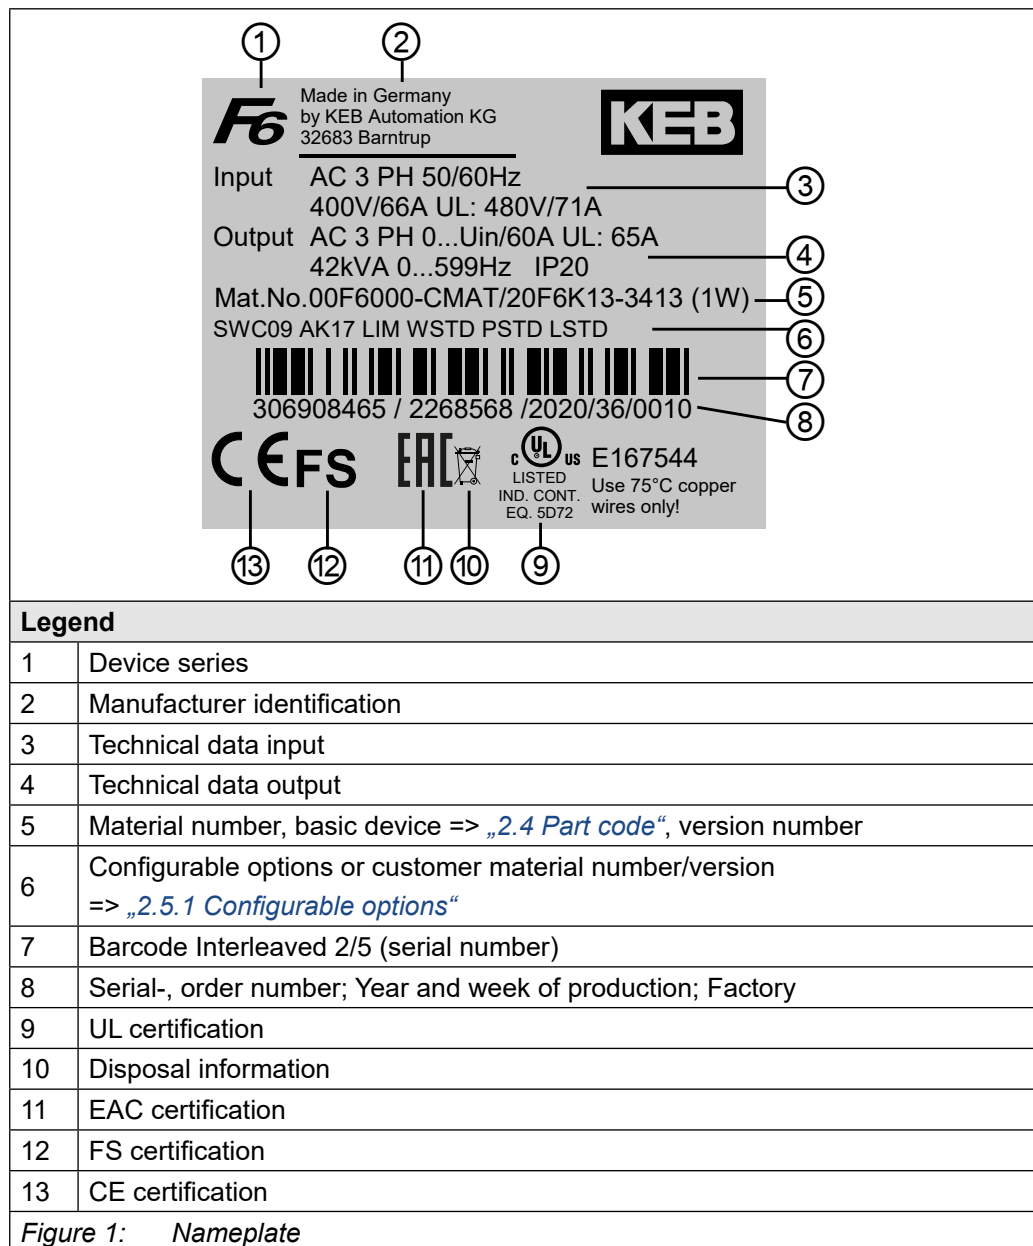 ① ②
F6
Made in Germany
by KEB Automation KG
32683 Barntrup
KEB
Input AC 3 PH 50/60Hz
400V/66A UL: 480V/71A
③
Output AC 3 PH 0...Uin/60A UL: 65A
42kVA 0...599Hz IP20
④
Mat.No.00F6000-CMAT/20F6K13-3413 (1W)
⑤
SWC09 AK17 LIM WSTD PSTD LSTD
⑥
⑦
306908465 / 2268568 /2020/36/0010
⑧
CE FS EAC
c UL us
LISTED
IND. CONT.
EQ. 5D72
E167544
Use 75°C copper
wires only!
⑬ ⑫ ⑪ ⑩ ⑨
Legend
1 Device series
2 Manufacturer identification
3 Technical data input
4 Technical data output
5 Material number, basic device => „2.4 Part code“, version number
6 Configurable options or customer material number/version
=> „2.5.1 Configurable options“
7 Barcode Interleaved 2/5 (serial number)
8 Serial-, order number; Year and week of production; Factory
9 UL certification
10 Disposal information
11 EAC certification
12 FS certification
13 CE certification
Figure 1: Nameplate